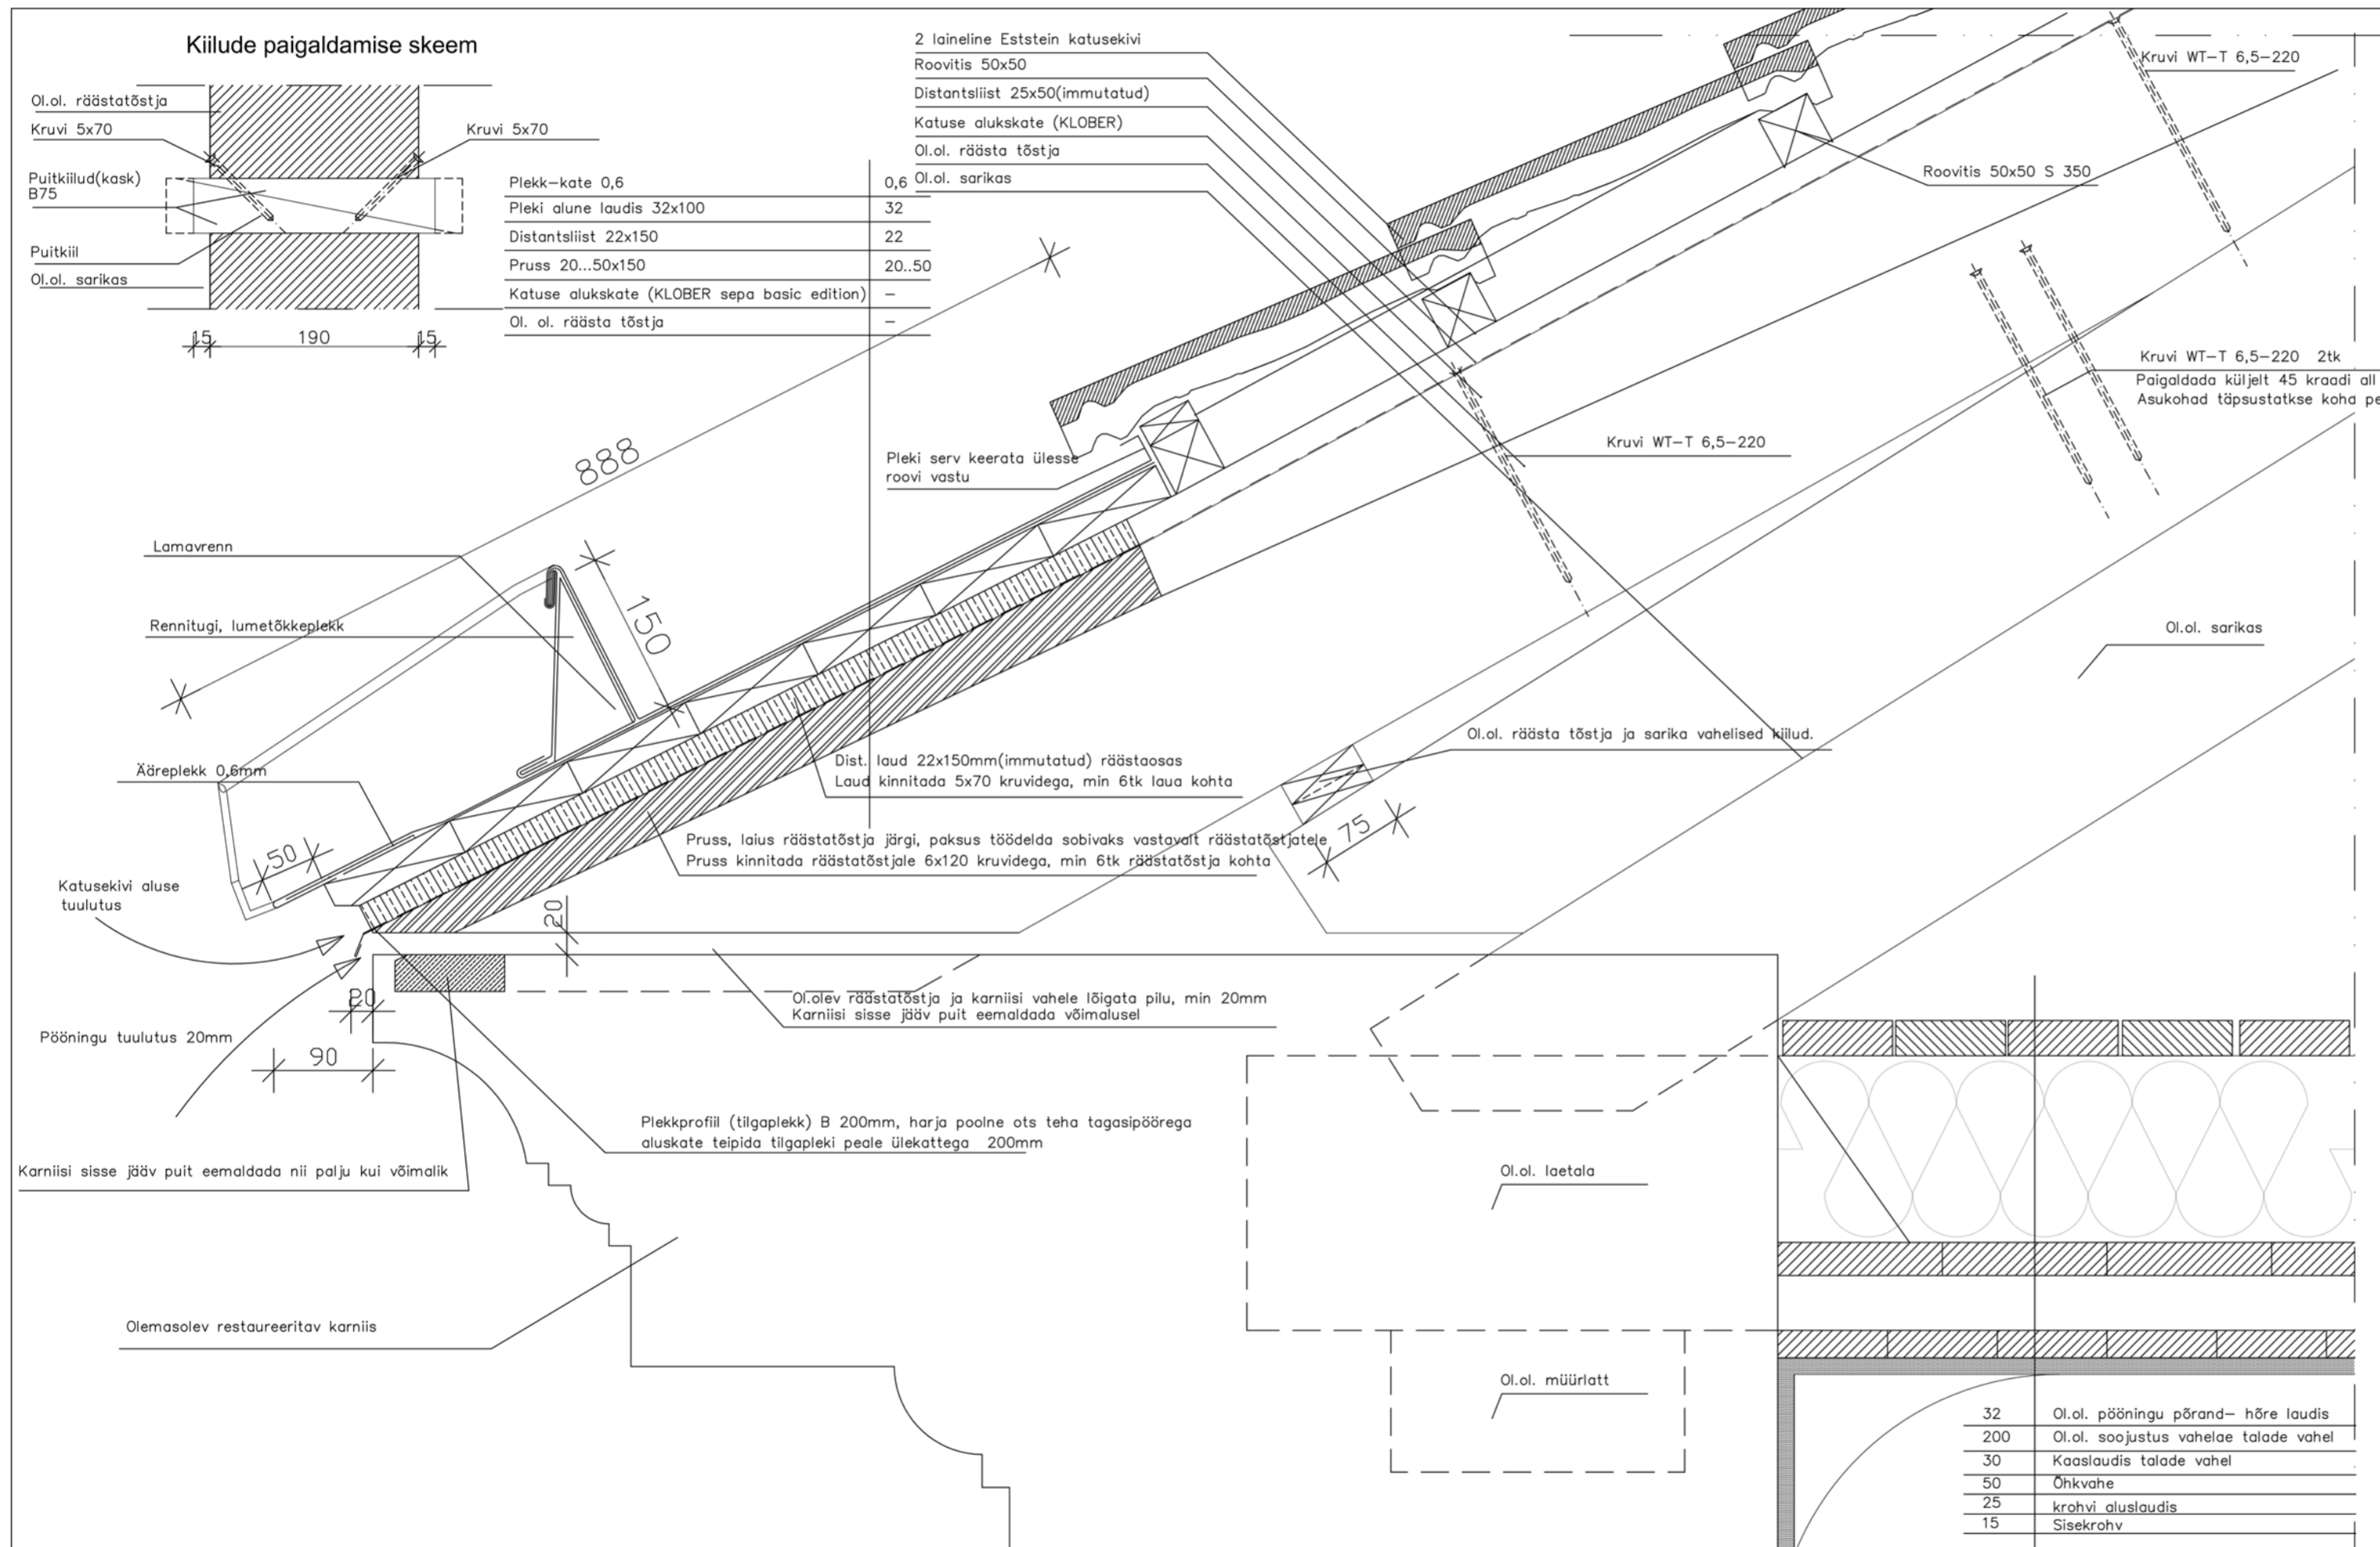 Kiilude paigaldamise skeem
Ol.ol. räästatõstja
Kruvi 5x70
Kruvi 5x70
Puitkiilud(kask)
B75
Puitkiil
Ol.ol. sarikas
15
190
15
Plekk-kate 0,6 0,6
Pleki alune laudis 32x100 32
Distantsliist 22x150 22
Pruss 20...50x150 20..50
Katuse alukskate (KLOBER sepa basic edition) -
Ol. ol. räästa tõstja -
2 laineline Eststein katusekivi
Roovitis 50x50
Distantsliist 25x50(immutatud)
Katuse alukskate (KLOBER)
Ol.ol. räästa tõstja
Ol.ol. sarikas
Kruvi WT-T 6,5-220
Roovitis 50x50 S 350
Kruvi WT-T 6,5-220 2tk
Paigaldada küljelt 45 kraadi all
Asukohad täpsustatkse koha pe
Kruvi WT-T 6,5-220
888
Pleki serv keerata ülesse
roovi vastu
Lamavrenn
150
Rennitugi, lumetõkkeplekk
Ol.ol. sarikas
Ol.ol. räästa tõstja ja sarika vahelised kiilud.
Ääreplekk 0,6mm
Dist. laud 22x150mm(immutatud) räästaosas
Laud kinnitada 5x70 kruvidega, min 6tk laua kohta
75
Pruss, laius räästatõstja järgi, paksus töödelda sobivaks vastavalt räästatõstjatele
Pruss kinnitada räästatõstjale 6x120 kruvidega, min 6tk räästatõstja kohta
50
Katusekivi aluse
tuulutus
20
20
Ol.olev räästatõstja ja karniisi vahele lõigata pilu, min 20mm
Karniisi sisse jääv puit eemaldada võimalusel
Pööningu tuulutus 20mm
90
Plekkprofiil (tilgaplekk) B 200mm, harja poolne ots teha tagasipöörega
aluskate teipida tilgapleki peale ülekattega 200mm
Karniisi sisse jääv puit eemaldada nii palju kui võimalik
Ol.ol. laetala
Olemasolev restaureeritav karniis
Ol.ol. müürlatt
32 Ol.ol. pööningu põrand- hõre laudis
200 Ol.ol. soojustus vahelae talade vahel
30 Kaaslaudis talade vahel
50 Õhkvahe
25 krohvi aluslaudis
15 Sisekrohv